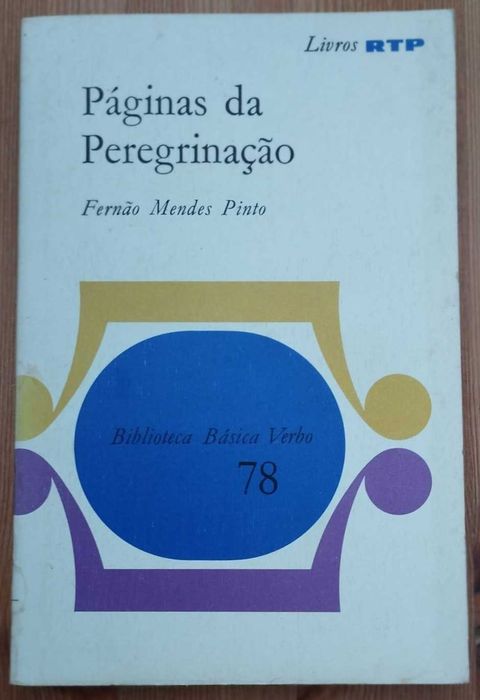 Livros RTP
Páginas da
Peregrinação
Fernão Mendes Pinto
Biblioteca Básica Verbo
78